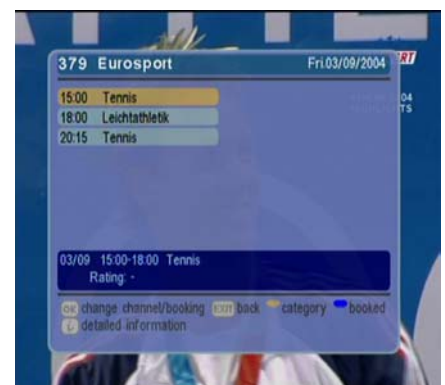 379 Eurosport Fri.03/09/2004
15:00 Tennis
18:00 Leichtathletik
20:15 Tennis
03/09 15:00-18:00 Tennis
Rating: -
OK change channel/booking EXIT back category booked
i detailed information